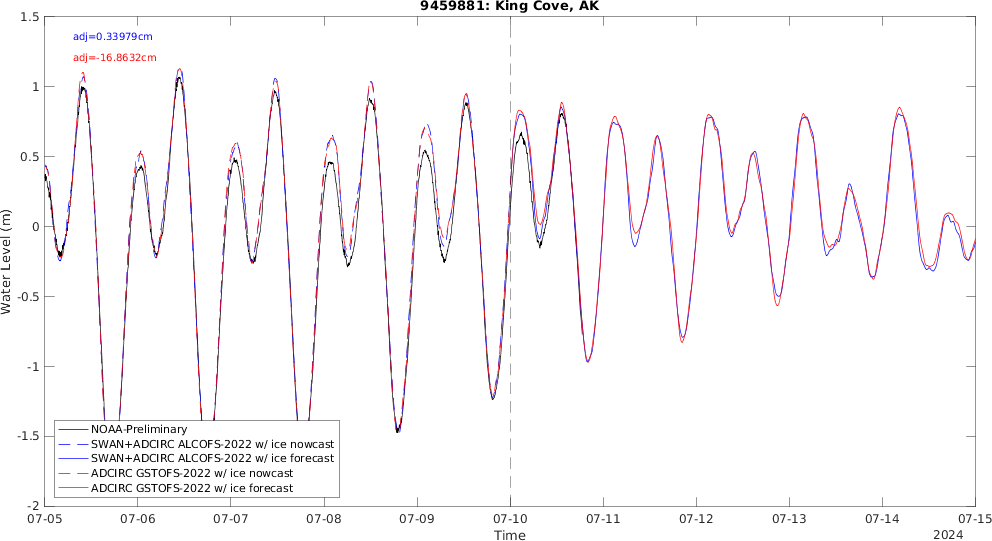 9459881: King Cove, AK
adj=0.33979cm
adj=-16.8632cm
1.5
1
0.5
0
-0.5
-1
-1.5
-2
Water Level (m)
NOAA-Preliminary
SWAN+ADCIRC ALCOFS-2022 w/ ice nowcast
SWAN+ADCIRC ALCOFS-2022 w/ ice forecast
ADCIRC GSTOFS-2022 w/ ice nowcast
ADCIRC GSTOFS-2022 w/ ice forecast
07-05 07-06 07-07 07-08 07-09 07-10 07-11 07-12 07-13 07-14 07-15
Time
2024